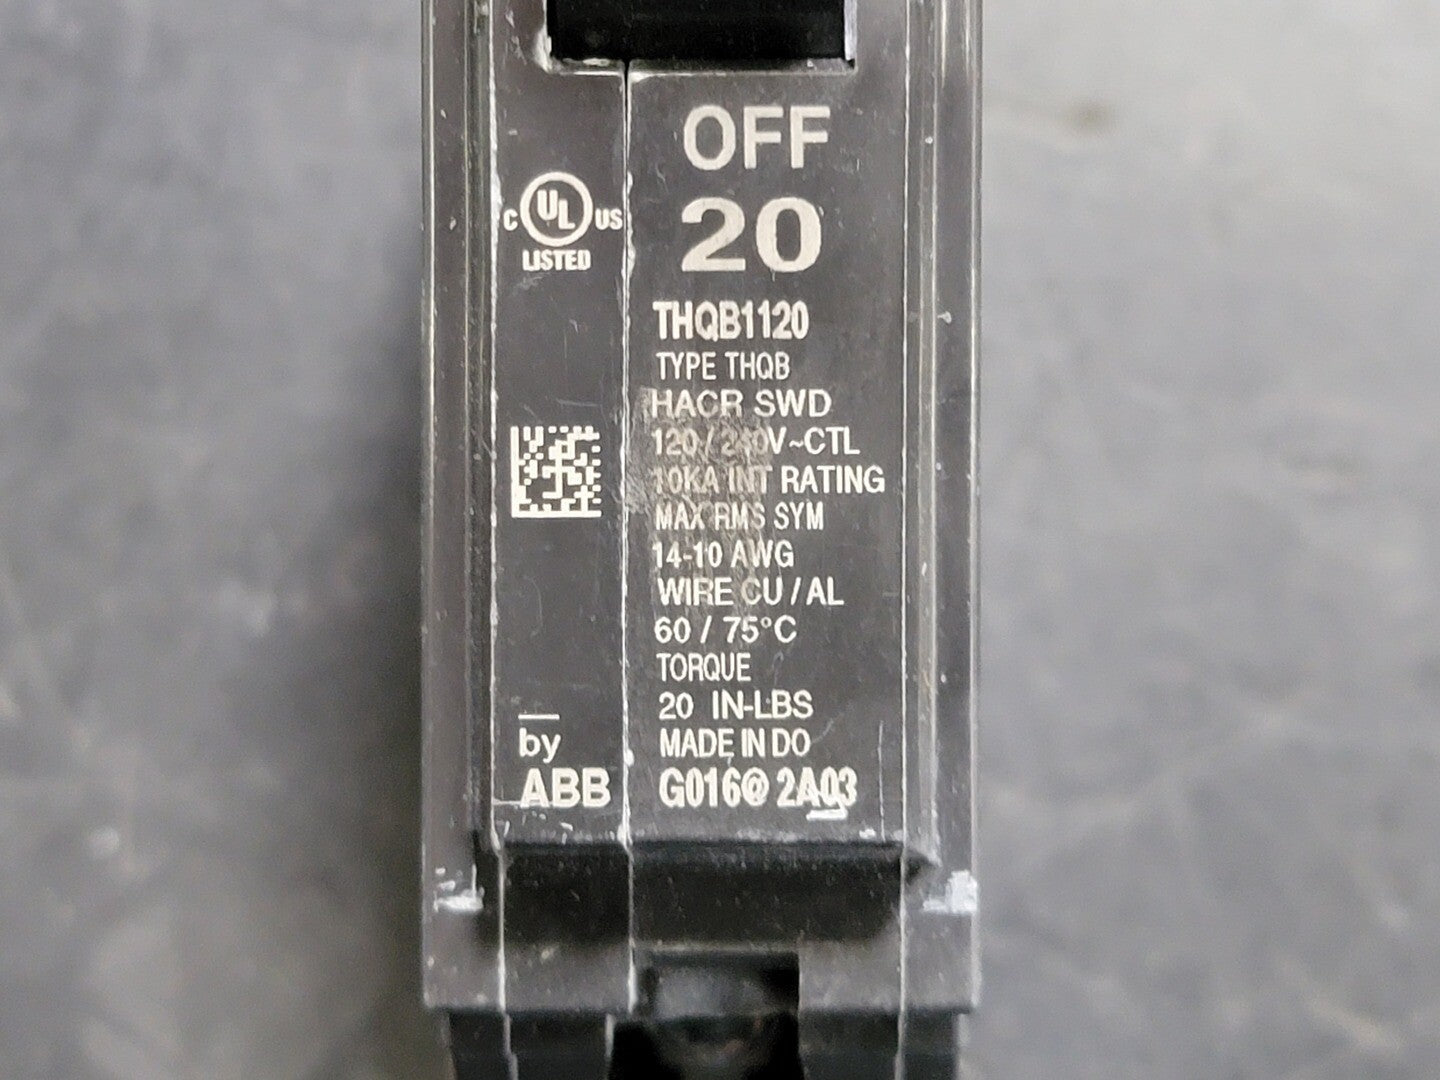 OFF
20
C UL US
LISTED
THQB1120
TYPE THQB
HACR SWD
120 / 240V~CTL
10KA INT RATING
MAX RMS SYM
14-10 AWG
WIRE CU / AL
60 / 75°C
TORQUE
20 IN-LBS
MADE IN DO
G016@ 2A03
by
ABB